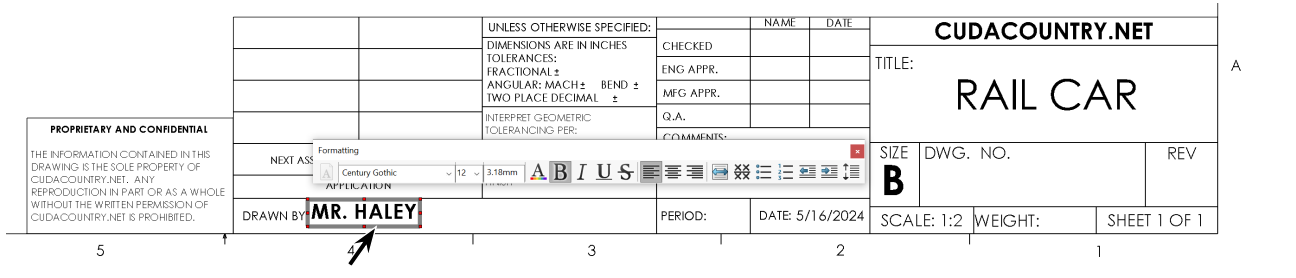 UNLESS OTHERWISE SPECIFIED:
DIMENSIONS ARE IN INCHES
TOLERANCES:
FRACTIONAL ±
ANGULAR: MACH ± BEND ±
TWO PLACE DECIMAL ±
INTERPRET GEOMETRIC
TOLERANCING PER:
NAME DATE
CHECKED
ENG APPR.
MFG APPR.
Q.A.
COMMENTS:
CUDACOUNTRY.NET
TITLE:
RAIL CAR
A
PROPRIETARY AND CONFIDENTIAL
THE INFORMATION CONTAINED IN THIS
DRAWING IS THE SOLE PROPERTY OF
CUDACOUNTRY.NET. ANY
REPRODUCTION IN PART OR AS A WHOLE
WITHOUT THE WRITTEN PERMISSION OF
CUDACOUNTRY.NET IS PROHIBITED.
Formatting
Century Gothic 12 3.18mm A B I U S
NEXT ASS
APPLICATION
FINISH
SIZE DWG. NO. REV
B
DRAWN BY MR. HALEY
PERIOD: DATE: 5/16/2024
SCALE: 1:2 WEIGHT: SHEET 1 OF 1
5 4 3 2 1